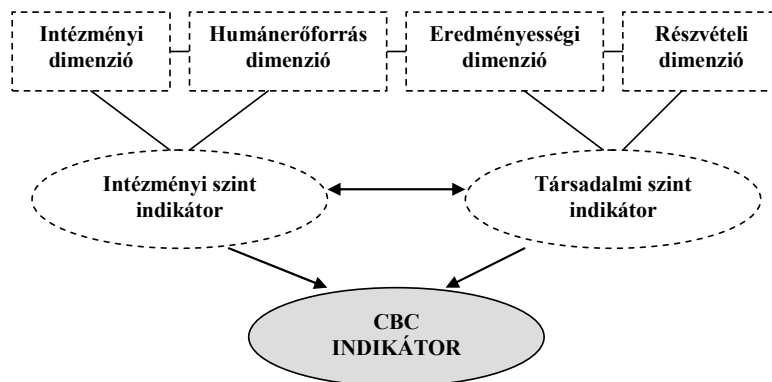 Intézményi
dimenzió
Humánerőforrás
dimenzió
Eredményességi
dimenzió
Részvételi
dimenzió
Intézményi szint
indikátor
Társadalmi szint
indikátor
CBC
INDIKÁTOR